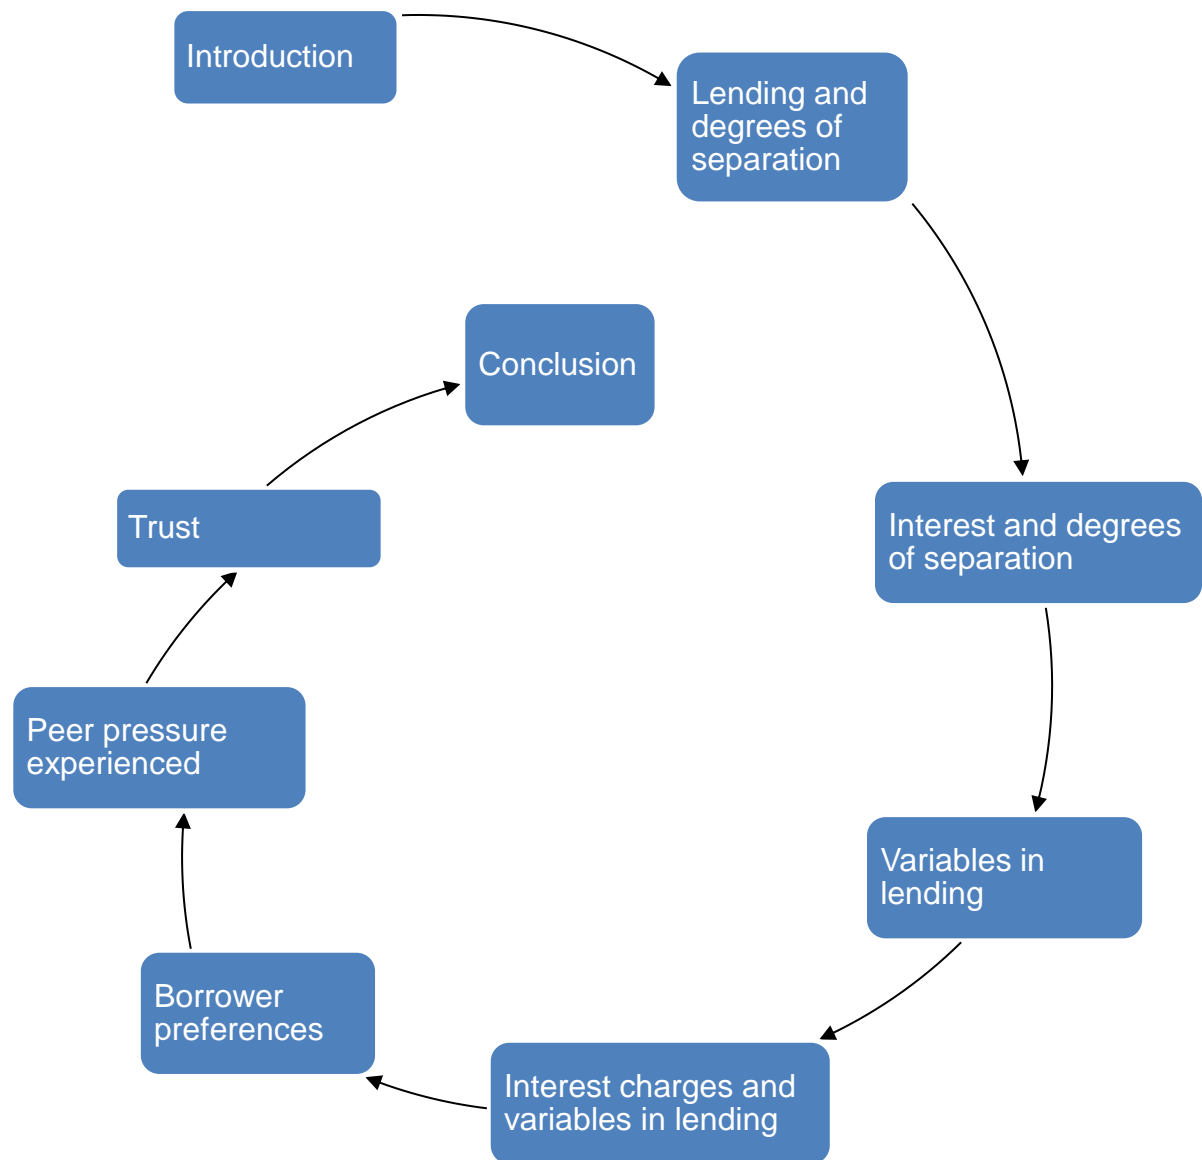 Introduction
Lending and
degrees of
separation
Interest and degrees
of separation
Variables in
lending
Interest charges and
variables in lending
Borrower
preferences
Peer pressure
experienced
Trust
Conclusion